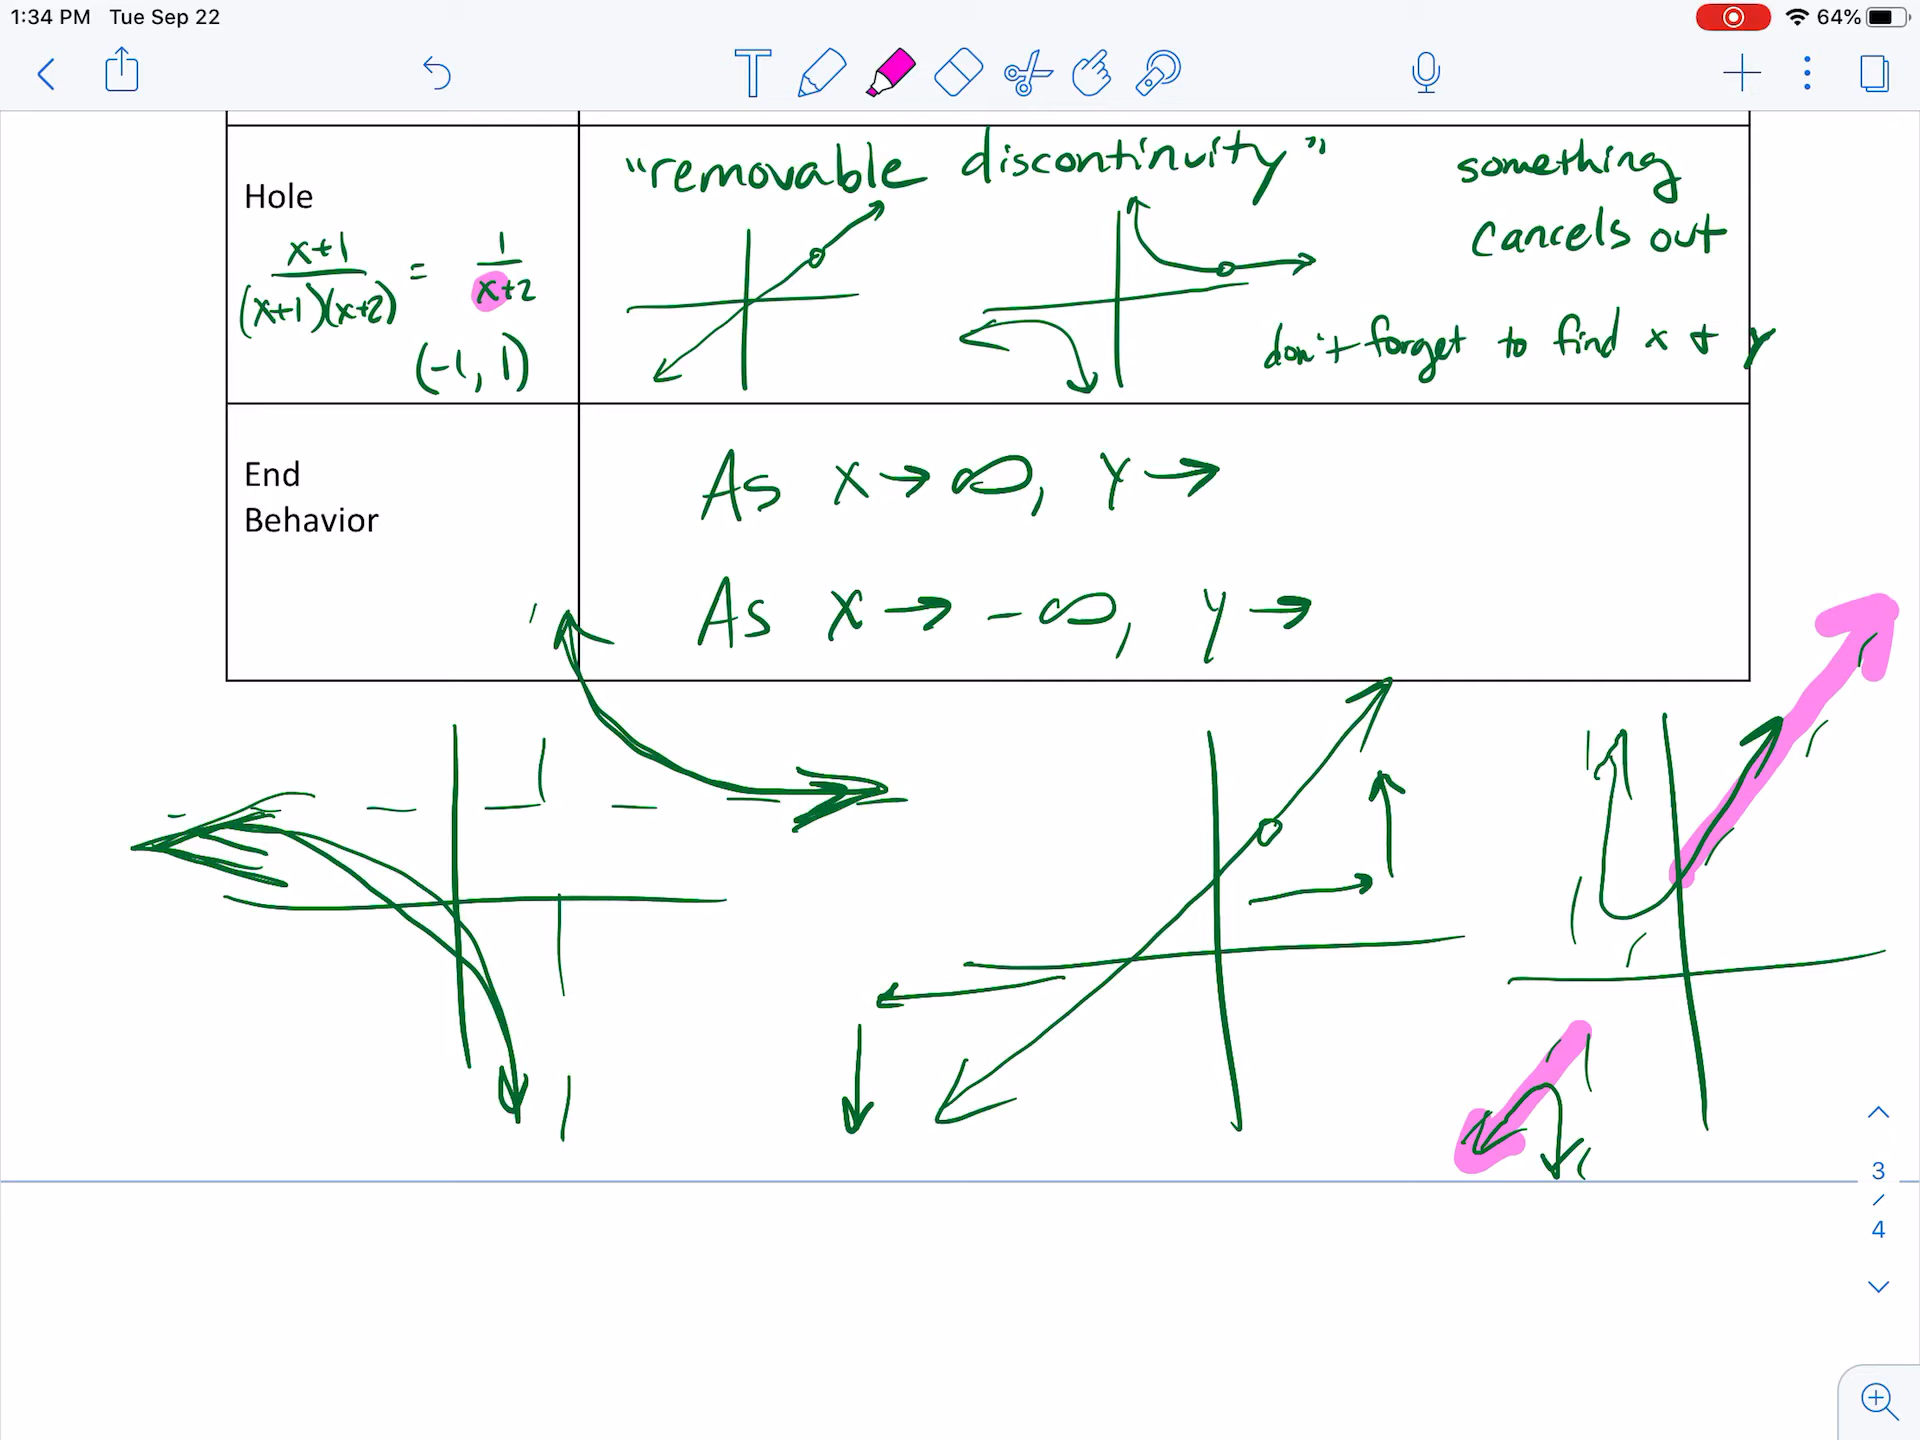 1:34 PM Tue Sep 22
64%
T
Hole
x+1
(x+1)(x+2)
=
1
x+2
(-1, 1)
"removable discontinuity"
something
cancels out
don't forget to find x + y
End
Behavior
As x → ∞, y →
As x → -∞, y →
3
/
4